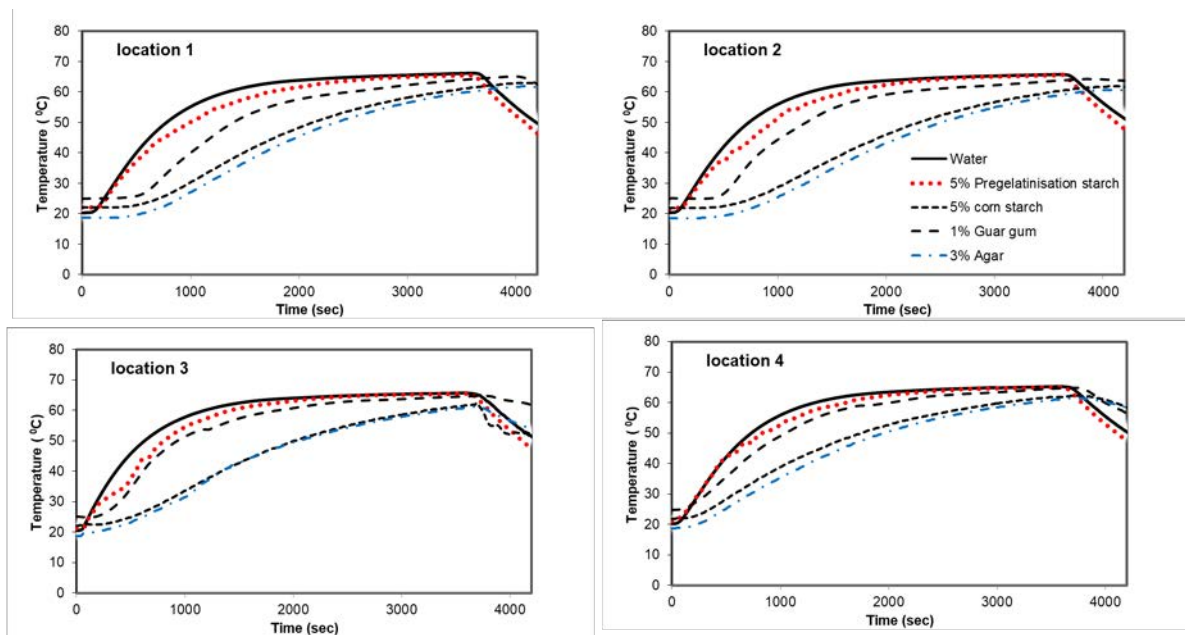 location 1
80
70
60
50
40
30
20
10
0
Temperature ( ⁰C)
0 1000 2000 3000 4000
Time (sec)
location 2
80
70
60
50
40
30
20
10
0
Temperature ( ⁰C)
Water
5% Pregelatinisation starch
5% corn starch
1% Guar gum
3% Agar
0 1000 2000 3000 4000
Time (sec)
location 3
80
70
60
50
40
30
20
10
0
Temperature ( ⁰C)
0 1000 2000 3000 4000
Time (sec)
location 4
80
70
60
50
40
30
20
10
0
Temperature ( ⁰C)
0 1000 2000 3000 4000
Time (sec)